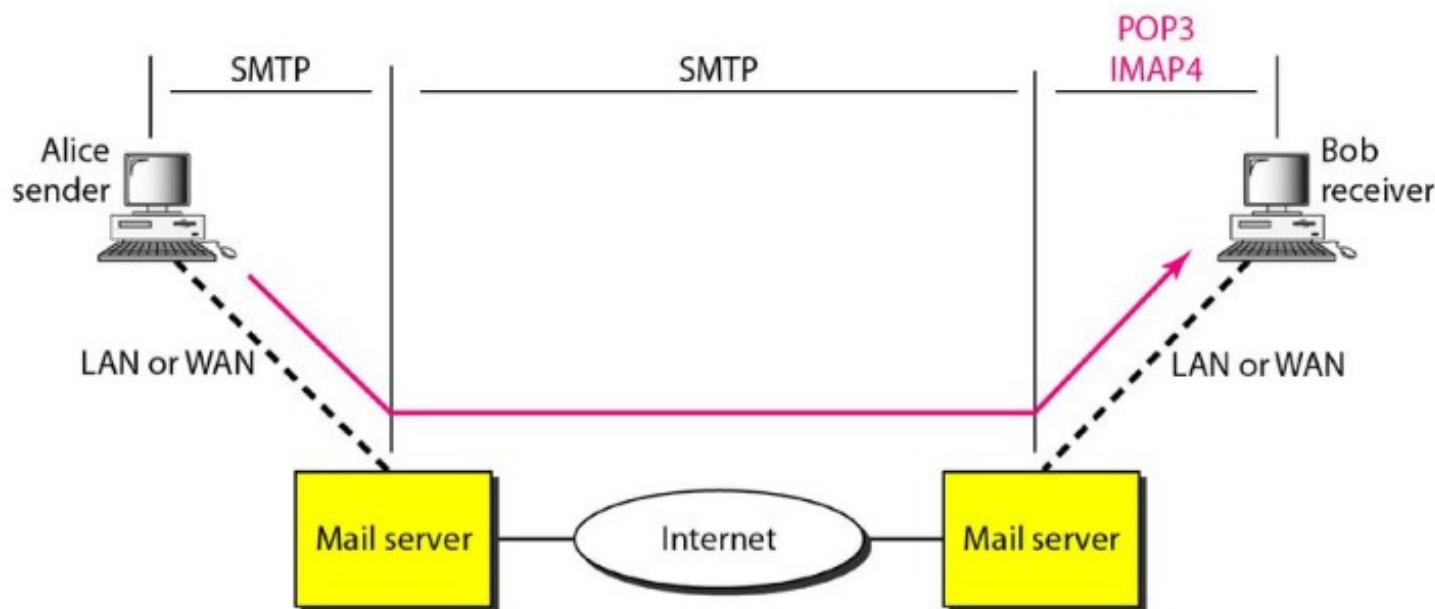 POP3
SMTP
SMTP
IMAP4
Alice
sender
Bob
receiver
LAN or WAN
LAN or WAN
Mail server
Internet
Mail server